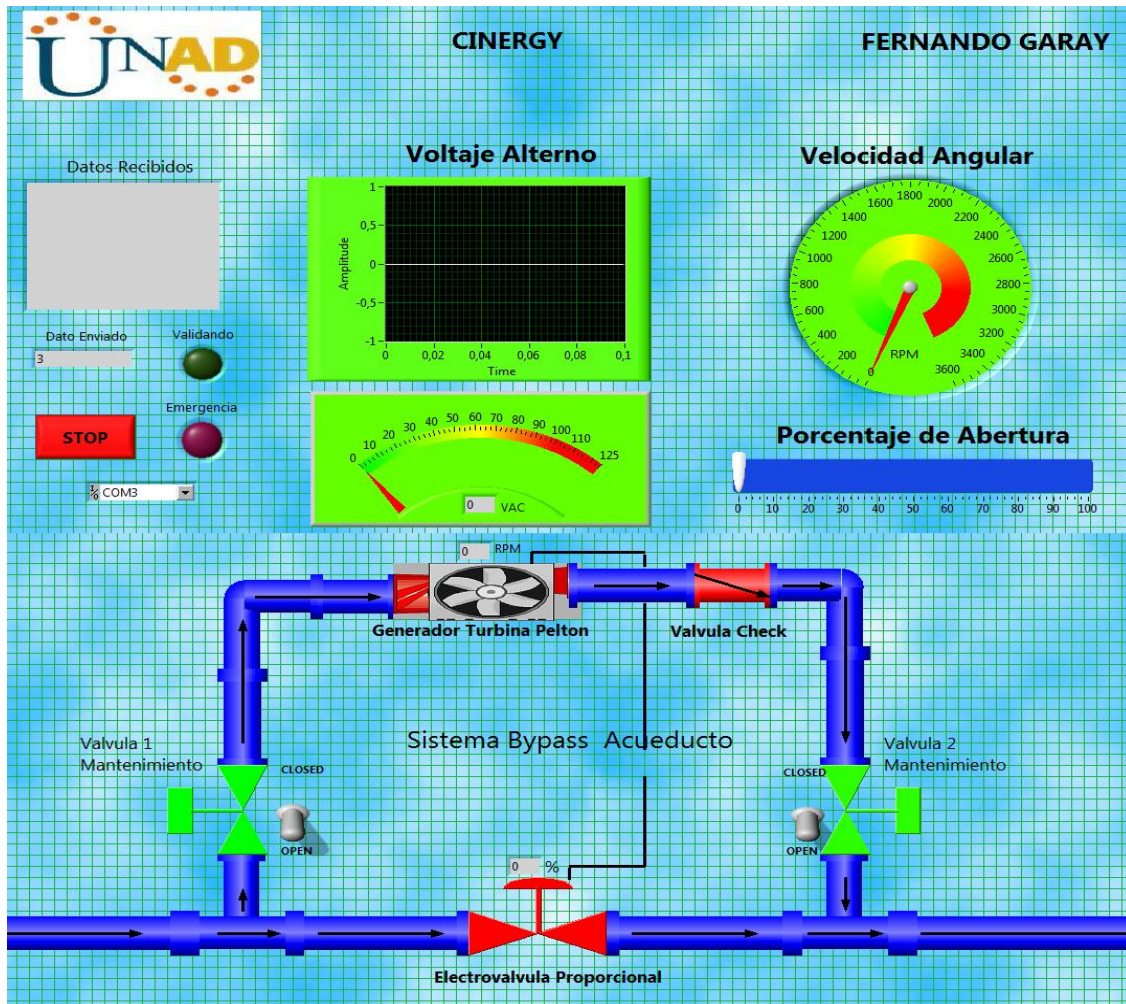 UNAD
CINERGY
FERNANDO GARAY
Datos Recibidos
Dato Enviado
3
Validando
Emergencia
STOP
I/O COM3
Voltaje Alterno
Amplitude
1
0,5
0
-0,5
-1
0 0,02 0,04 0,06 0,08 0,1
Time
0 10 20 30 40 50 60 70 80 90 100 110 125
0 VAC
Velocidad Angular
0 200 400 600 800 1000 1200 1400 1600 1800 2000 2200 2400 2600 2800 3000 3200 3400 3600
RPM
Porcentaje de Abertura
0 10 20 30 40 50 60 70 80 90 100
0 RPM
Generador Turbina Pelton
Valvula Check
Sistema Bypass Acueducto
Valvula 1
Mantenimiento
CLOSED
OPEN
Valvula 2
Mantenimiento
CLOSED
OPEN
0 %
Electrovalvula Proporcional